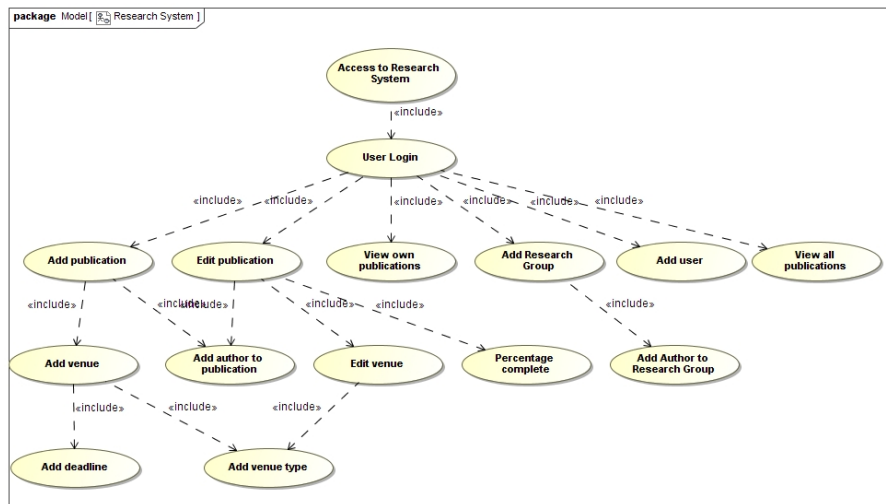 package Model[ Research System ]
Access to Research
System
«include»
User Login
«include» «include» «include» «include» «include» «include»
Add publication
Edit publication
View own
publications
Add Research
Group
Add user
View all
publications
«include» «include» «include» «include» «include» «include»
Add venue
Add author to
publication
Edit venue
Percentage
complete
Add Author to
Research Group
«include» «include» «include»
Add deadline
Add venue type